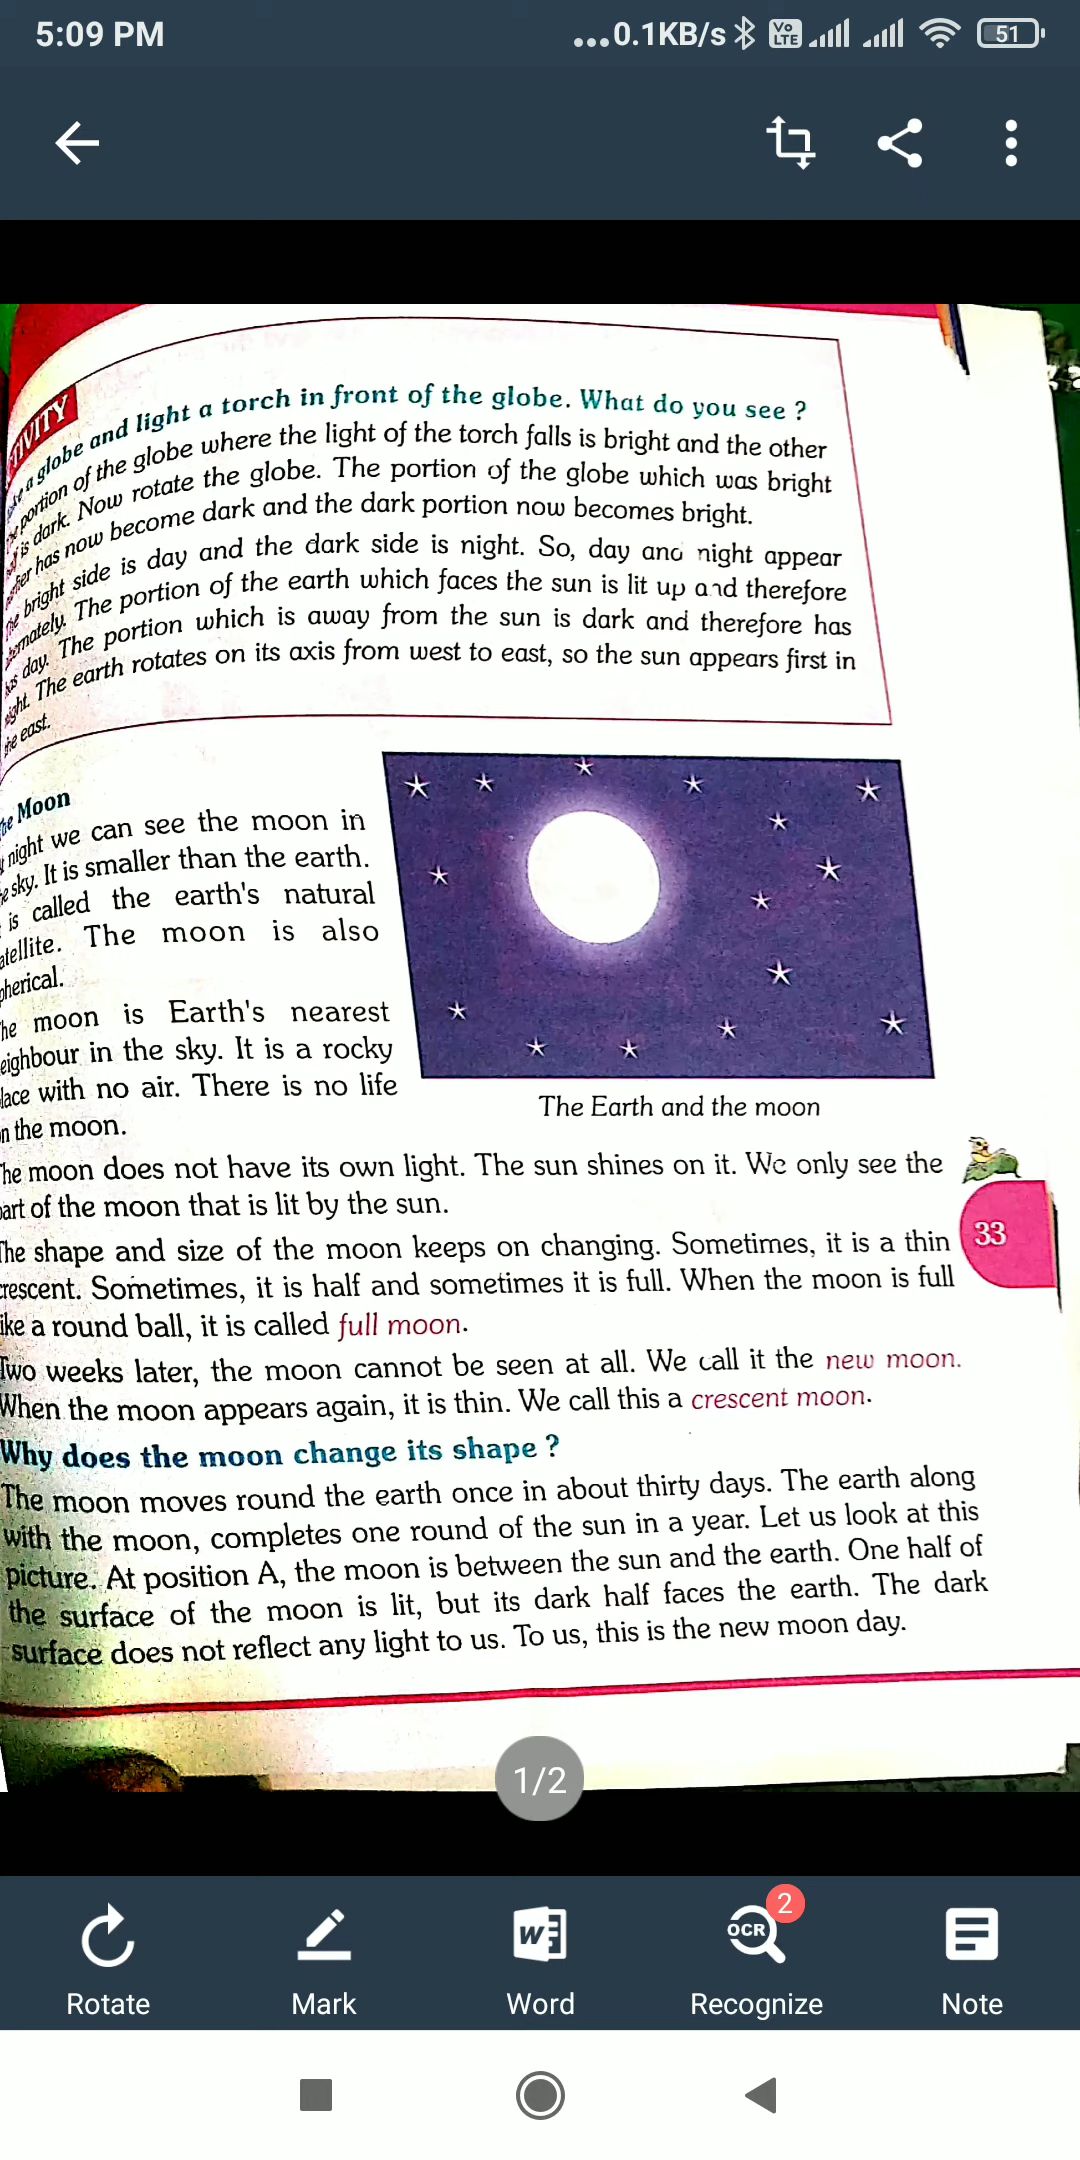 5:09 PM
...0.1KB/s Vo LTE 51
TIVITY
a globe and light a torch in front of the globe. What do you see ?
portion of the globe where the light of the torch falls is bright and the other
is dark. Now rotate the globe. The portion of the globe which was bright
has now become dark and the dark portion now becomes bright.
bright side is day and the dark side is night. So, day and night appear
The portion of the earth which faces the sun is lit up and therefore
day. The portion which is away from the sun is dark and therefore has
The earth rotates on its axis from west to east, so the sun appears first in
east.
Moon
night we can see the moon in
sky. It is smaller than the earth.
is called the earth's natural
The moon is also
moon is Earth's nearest
in the sky. It is a rocky
with no air. There is no life
the moon.
The Earth and the moon
moon does not have its own light. The sun shines on it. We only see the
of the moon that is lit by the sun.
The shape and size of the moon keeps on changing. Sometimes, it is a thin
33
crescent. Sometimes, it is half and sometimes it is full. When the moon is full
a round ball, it is called full moon.
Two weeks later, the moon cannot be seen at all. We call it the new moon.
When the moon appears again, it is thin. We call this a crescent moon.
Why does the moon change its shape ?
The moon moves round the earth once in about thirty days. The earth along
with the moon, completes one round of the sun in a year. Let us look at this
picture. At position A, the moon is between the sun and the earth. One half of
the surface of the moon is lit, but its dark half faces the earth. The dark
surface does not reflect any light to us. To us, this is the new moon day.
1/2
W
OCR
2
Rotate
Mark
Word
Recognize
Note